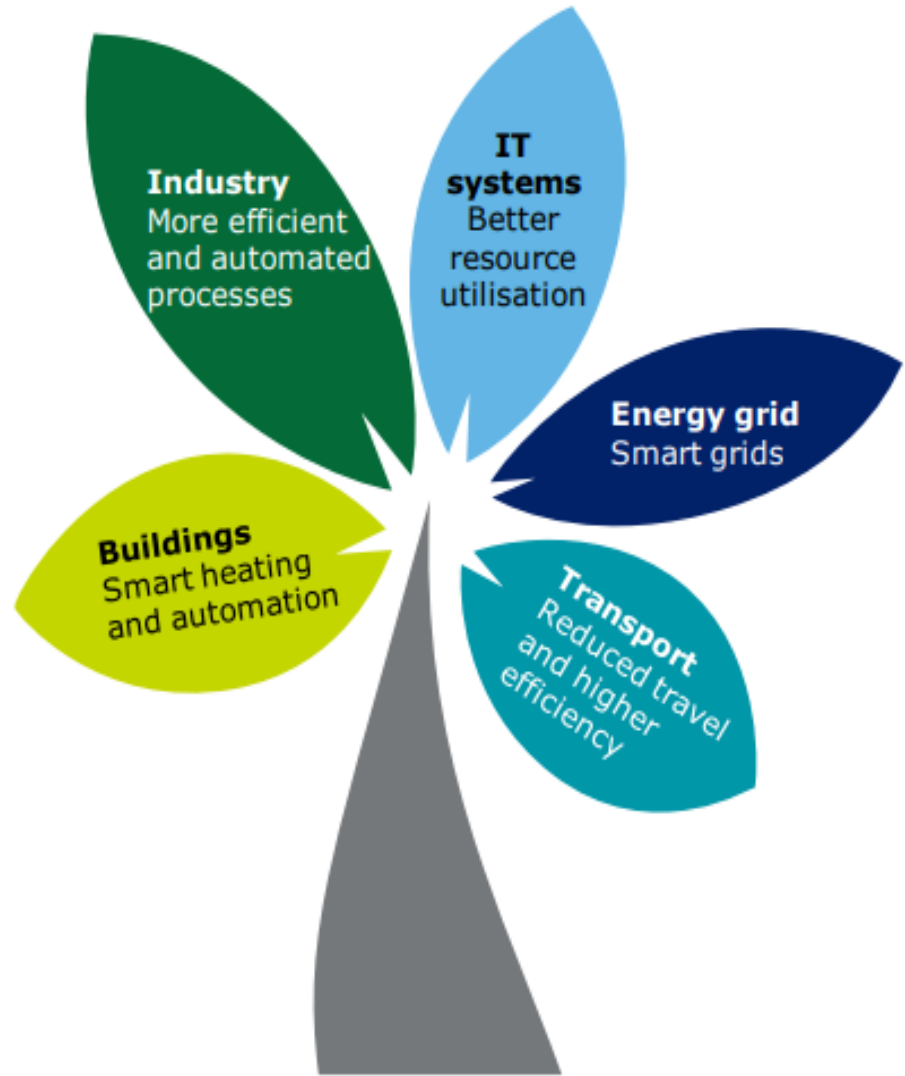 Industry
More efficient
and automated
processes
IT
systems
Better
resource
utilisation
Energy grid
Smart grids
Buildings
Smart heating
and automation
Transport
Reduced travel
and higher
efficiency